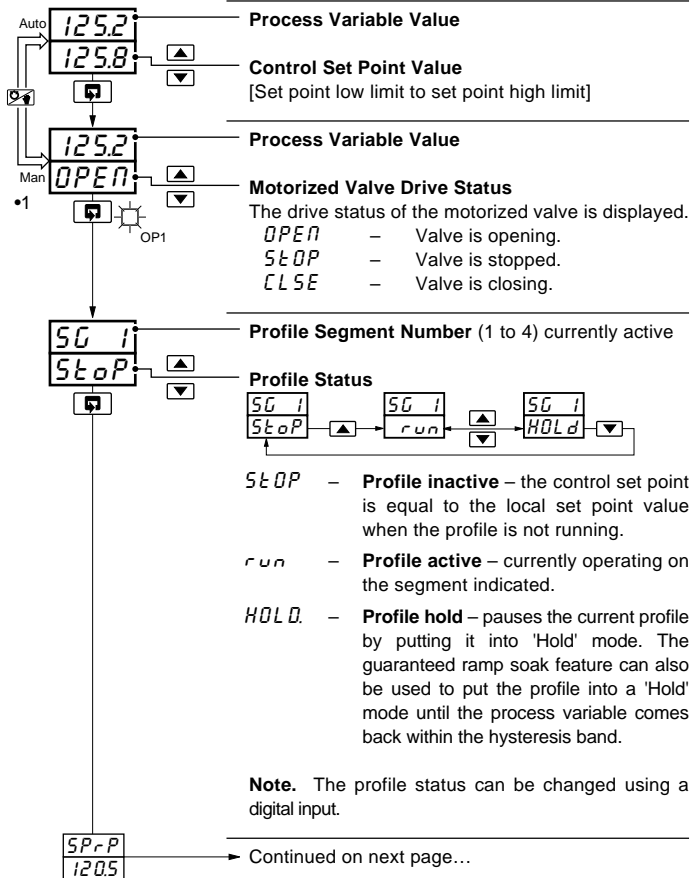 Auto
125.2
Process Variable Value
125.8
Control Set Point Value
[Set point low limit to set point high limit]
125.2
Process Variable Value
Man
OPEN
Motorized Valve Drive Status
•1
OP1
The drive status of the motorized valve is displayed.
OPEN – Valve is opening.
StOP – Valve is stopped.
CLSE – Valve is closing.
SG 1
Profile Segment Number (1 to 4) currently active
StoP
Profile Status
SG 1 SG 1 SG 1
StoP run HOLd
StOP – Profile inactive – the control set point
is equal to the local set point value
when the profile is not running.
run – Profile active – currently operating on
the segment indicated.
HOLD. – Profile hold – pauses the current profile
by putting it into 'Hold' mode. The
guaranteed ramp soak feature can also
be used to put the profile into a 'Hold'
mode until the process variable comes
back within the hysteresis band.
Note. The profile status can be changed using a
digital input.
SPrP
120.5
Continued on next page…